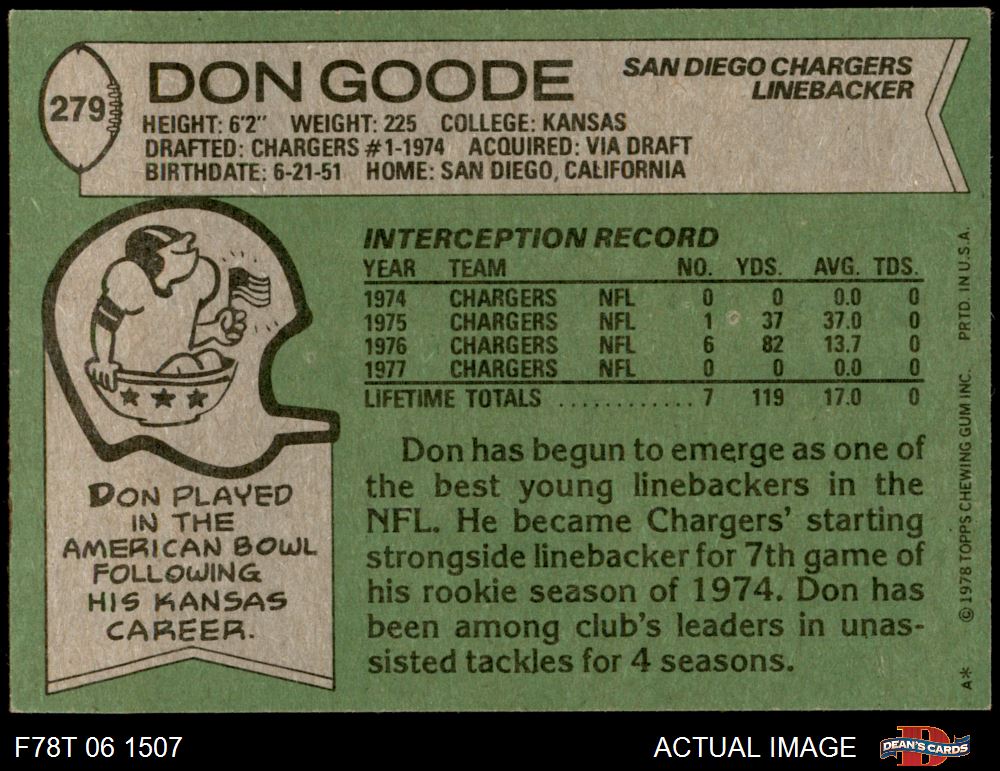 279
DON GOODE
SAN DIEGO CHARGERS
LINEBACKER
HEIGHT: 6'2" WEIGHT: 225 COLLEGE: KANSAS
DRAFTED: CHARGERS #1-1974 ACQUIRED: VIA DRAFT
BIRTHDATE: 6-21-51 HOME: SAN DIEGO, CALIFORNIA
INTERCEPTION RECORD
YEAR TEAM NO. YDS. AVG. TDS.
1974 CHARGERS NFL 0 0 0.0 0
1975 CHARGERS NFL 1 37 37.0 0
1976 CHARGERS NFL 6 82 13.7 0
1977 CHARGERS NFL 0 0 0.0 0
LIFETIME TOTALS ............ 7 119 17.0 0
DON PLAYED
IN THE
AMERICAN BOWL
FOLLOWING
HIS KANSAS
CAREER.
Don has begun to emerge as one of
the best young linebackers in the
NFL. He became Chargers' starting
strongside linebacker for 7th game of
his rookie season of 1974. Don has
been among club's leaders in unas-
sisted tackles for 4 seasons.
A* © 1978 TOPPS CHEWING GUM INC. PRTD. IN U.S.A.
F78T 06 1507
ACTUAL IMAGE
D
DEAN'S CARDS